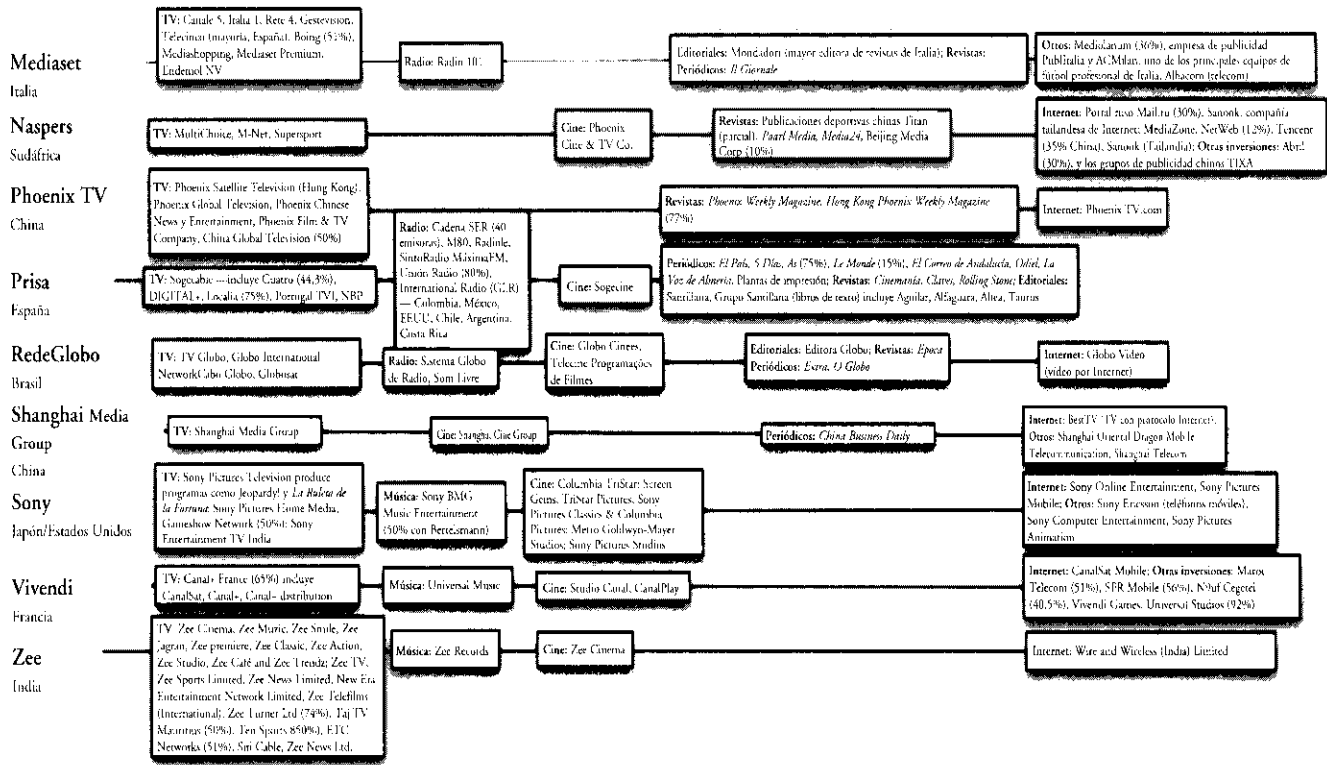 Mediaset
Italia
TV: Canale 5, Italia 1, Rete 4, Gestevision,
Telecinco (mayoría, España), Boing (51%),
Mediashopping, Mediaset Premium,
Endemol NV
Radio: Radio 101
Editoriales: Mondadori (mayor editora de revistas de Italia); Revistas;
Periódicos: Il Giornale
Otros: Mediolanum (36%), empresa de publicidad
Publitalia y ACMilan, uno de los principales equipos de
fútbol profesional de Italia, Albacom (telecom)
Naspers
Sudáfrica
TV: MultiChoice, M-Net, Supersport
Cine: Phoenix
Cine & TV Co.
Revistas: Publicaciones deportivas chinas Titan
(parcial), Paarl Media, Media24, Beijing Media
Corp (10%)
Internet: Portal ruso Mail.ru (30%), Sanook, compañía
tailandesa de Internet; MediaZone, NetWeb (12%), Tencent
(35% China), Sanook (Tailandia); Otras inversiones: Abril
(30%), y los grupos de publicidad chinos TIXA
Phoenix TV
China
TV: Phoenix Satellite Television (Hung Kong),
Phoenix Global Television, Phoenix Chinese
News y Entertainment, Phoenix Film & TV
Company, China Global Television (50%)
Revistas: Phoenix Weekly Magazine, Hong Kong Phoenix Weekly Magazine
(77%)
Internet: Phoenix TV.com
Prisa
España
TV: Sogecable —incluye Cuatro (44,3%),
DIGITAL+, Localia (75%), Portugal TVI, NBP
Radio: Cadena SER (40
emisoras), M80, Radiolé,
SintoRadio MáximaFM,
Unión Radio (80%),
International Radio (GLR)
— Colombia, México,
EEUU, Chile, Argentina,
Costa Rica
Cine: Sogecine
Periódicos: El País, 5 Días, As (75%), Le Monde (15%), El Correo de Andalucía, Odiel, La
Voz de Almería, Plantas de impresión; Revistas: Cinemanía, Claves, Rolling Stone; Editoriales:
Santillana, Grupo Santillana (libros de texto) incluye Aguilar, Alfaguara, Altea, Taurus
RedeGlobo
Brasil
TV: TV Globo, Globo International
NetworkCabo Globo, Globosat
Radio: Sistema Globo
de Radio, Som Livre
Cine: Globo Cinees,
Telecine Programações
de Filmes
Editoriales: Editora Globo; Revistas: Epoca
Periódicos: Extra, O Globo
Internet: Globo Video
(vídeo por Internet)
Shanghai Media
Group
China
TV: Shanghai Media Group
Cine: Shanghai Cine Group
Periódicos: China Business Daily
Internet: BestTV (TV con protocolo Internet),
Otros: Shanghai Oriental Dragon Mobile
Telecommunication, Shanghai Telecom
Sony
Japón/Estados Unidos
TV: Sony Pictures Television produce
programas como Jeopardy! y La Ruleta de
la Fortuna; Sony Pictures Home Media,
Gameshow Network (50%); Sony
Entertainment TV India
Música: Sony BMG
Music Entertainment
(50% con Bertelsmann)
Cine: Columbia TriStar: Screen
Gems, TriStar Pictures, Sony
Pictures Classics & Columbia
Pictures; Metro Goldwyn-Mayer
Studios; Sony Pictures Studios
Internet: Sony Online Entertainment, Sony Pictures
Mobile; Otros: Sony Ericsson (teléfonos móviles),
Sony Computer Entertainment, Sony Pictures
Animation
Vivendi
Francia
TV: Canal+ France (65%) incluye
CanalSat, Canal+, Canal+ distribution
Música: Universal Music
Cine: Studio Canal, CanalPlay
Internet: CanalSat Mobile; Otras inversiones: Maroc
Telecom (51%), SFR Mobile (56%), N9uf Cegetel
(40,5%), Vivendi Games, Universal Studios (92%)
Zee
India
TV: Zee Cinema, Zee Muzic, Zee Smile, Zee
Jagran, Zee premiere, Zee Classic, Zee Action,
Zee Studio, Zee Café and Zee Trendz; Zee TV,
Zee Sports Limited, Zee News Limited, New Era
Entertainment Network Limited, Zee Telefilms
(International), Zee Turner Ltd (74%), Taj TV
Mauritius (50%), Ten Sports 850%), ETC
Networks (51%), Siti Cable, Zee News Ltd.
Música: Zee Records
Cine: Zee Cinema
Internet: Wire and Wireless (India) Limited